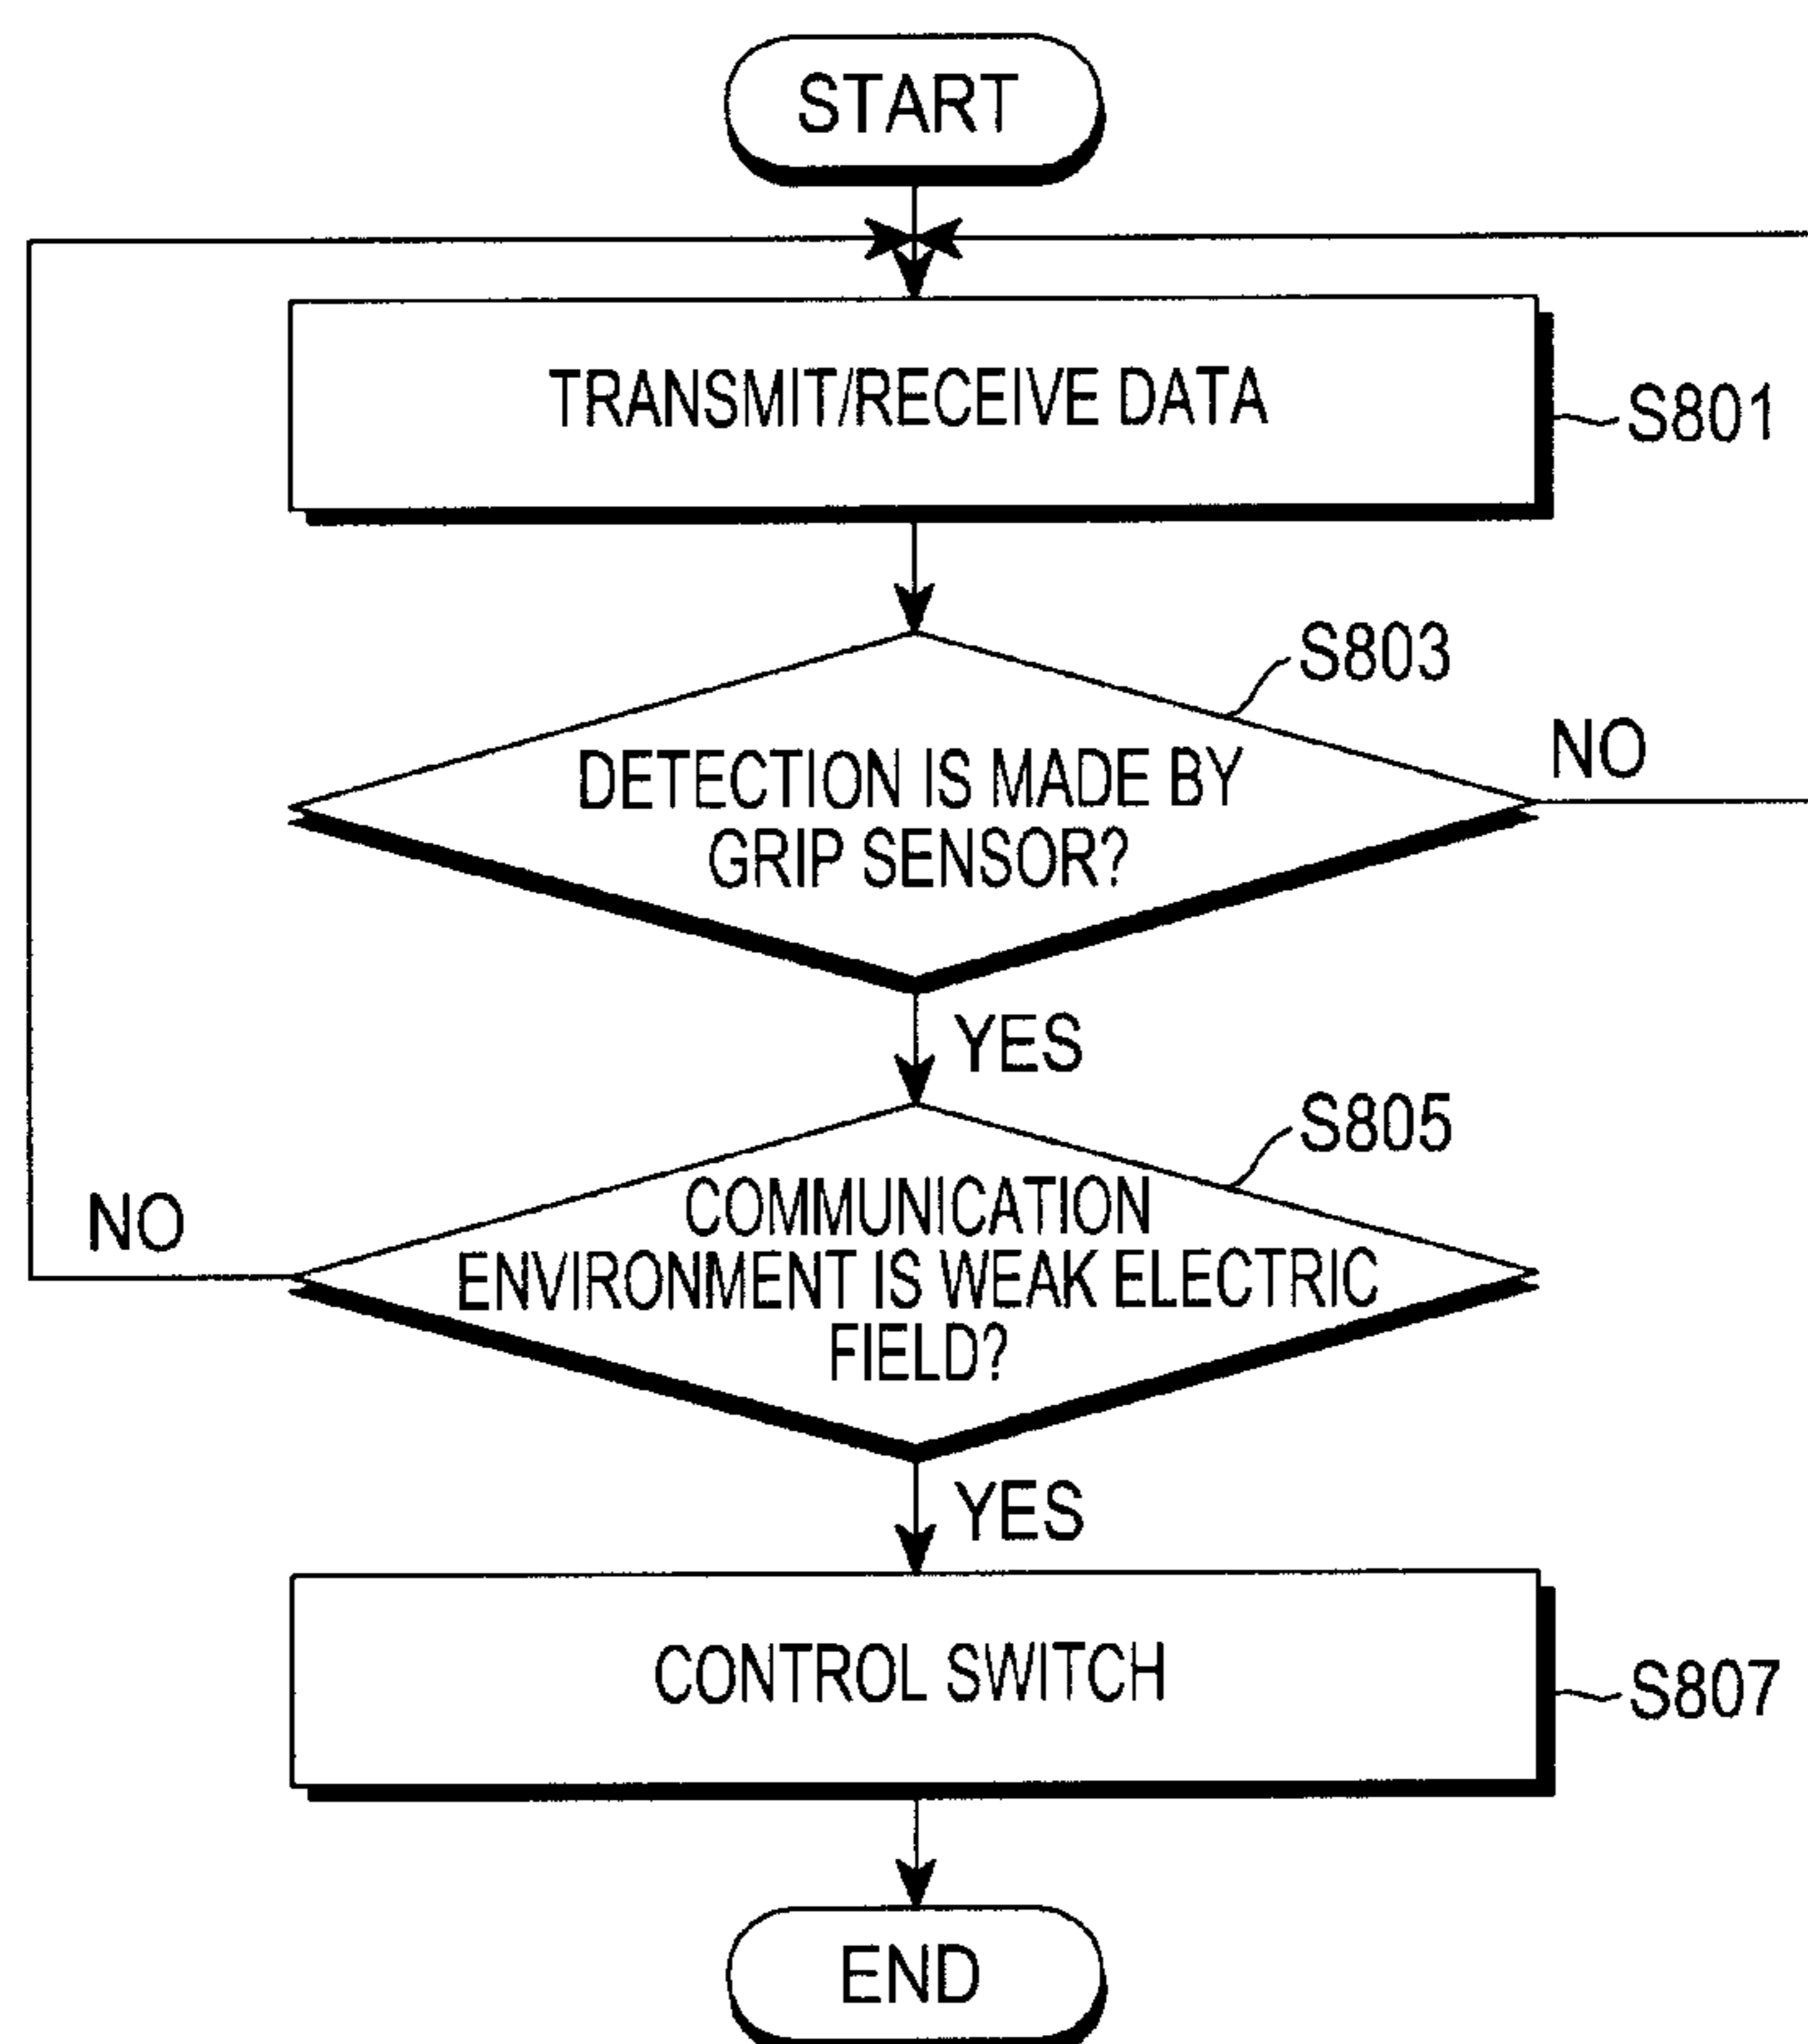 START
TRANSMIT/RECEIVE DATA
S801
S803
DETECTION IS MADE BY
GRIP SENSOR?
NO
YES
S805
COMMUNICATION
ENVIRONMENT IS WEAK ELECTRIC
FIELD?
NO
YES
CONTROL SWITCH
S807
END